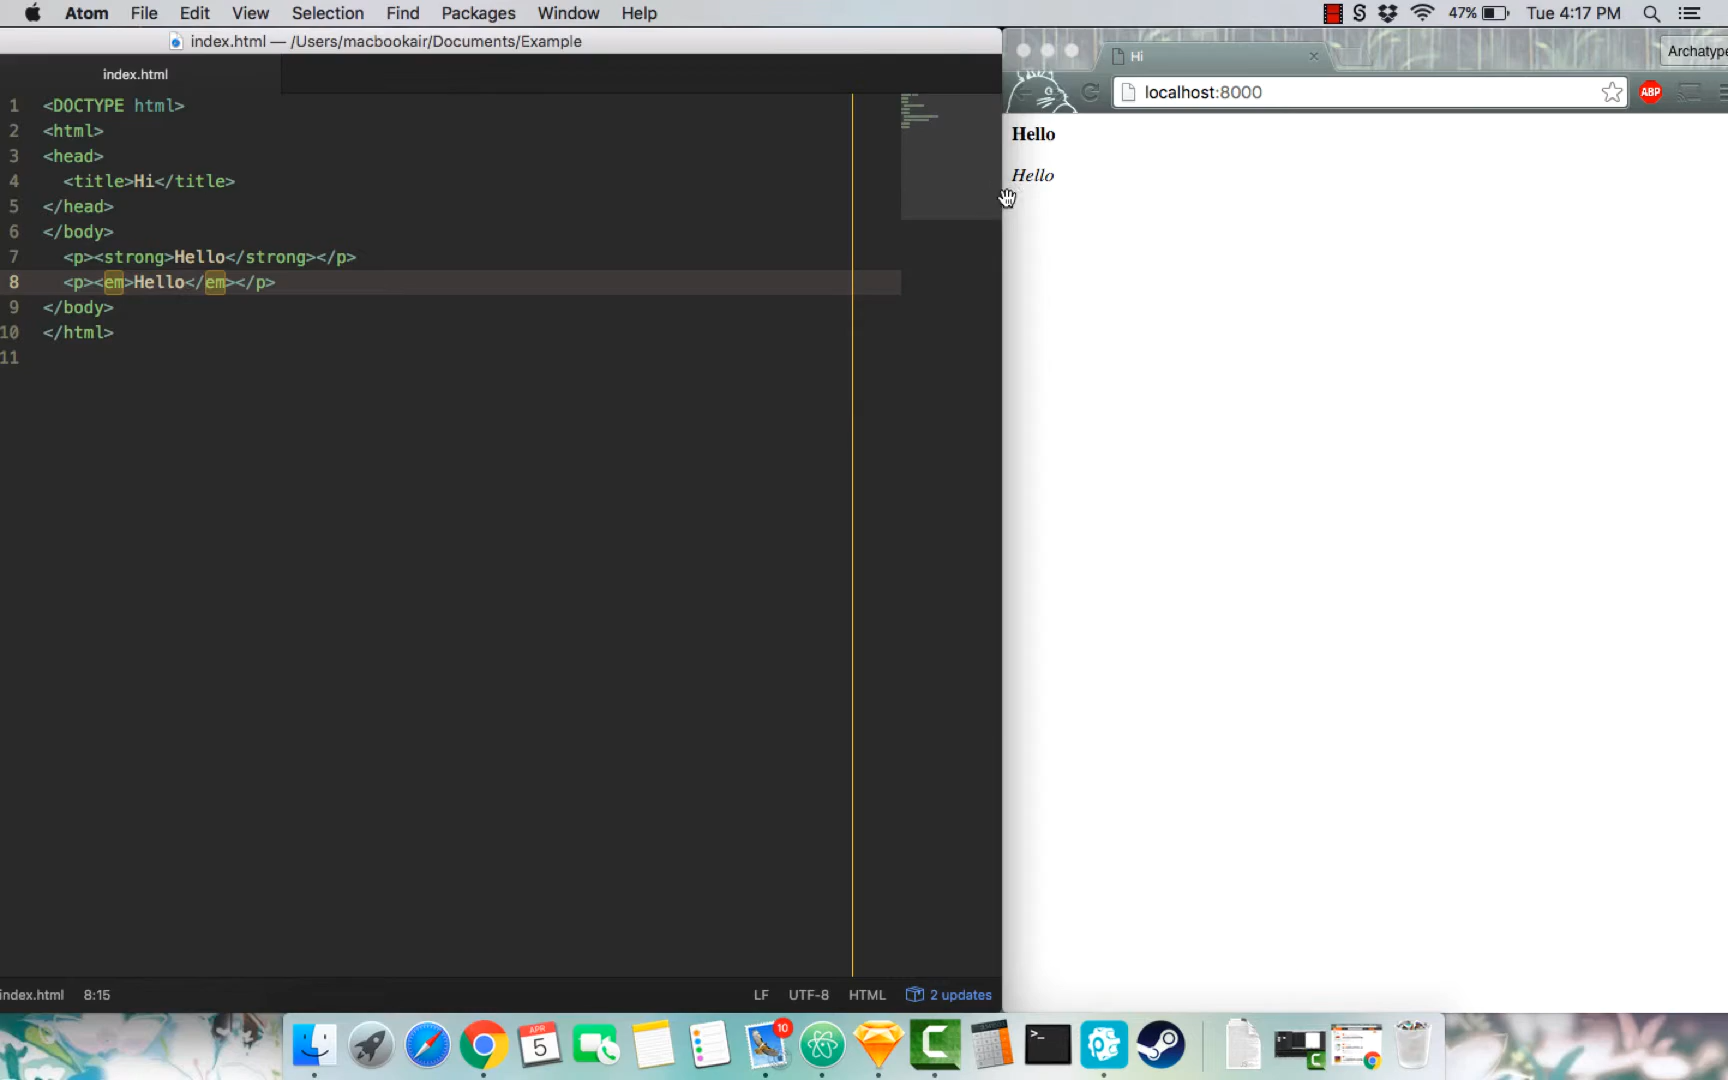 Atom File Edit View Selection Find Packages Window Help
S 47% Tue 4:17 PM
index.html — /Users/macbookair/Documents/Example
index.html
1 <DOCTYPE html>
2 <html>
3 <head>
4 <title>Hi</title>
5 </head>
6 </body>
7 <p><strong>Hello</strong></p>
8 <p><em>Hello</em></p>
9 </body>
10 </html>
11
index.html 8:15 LF UTF-8 HTML 2 updates
Hi
Archatype
localhost:8000 ABP
Hello
Hello
APR
5
10
>_